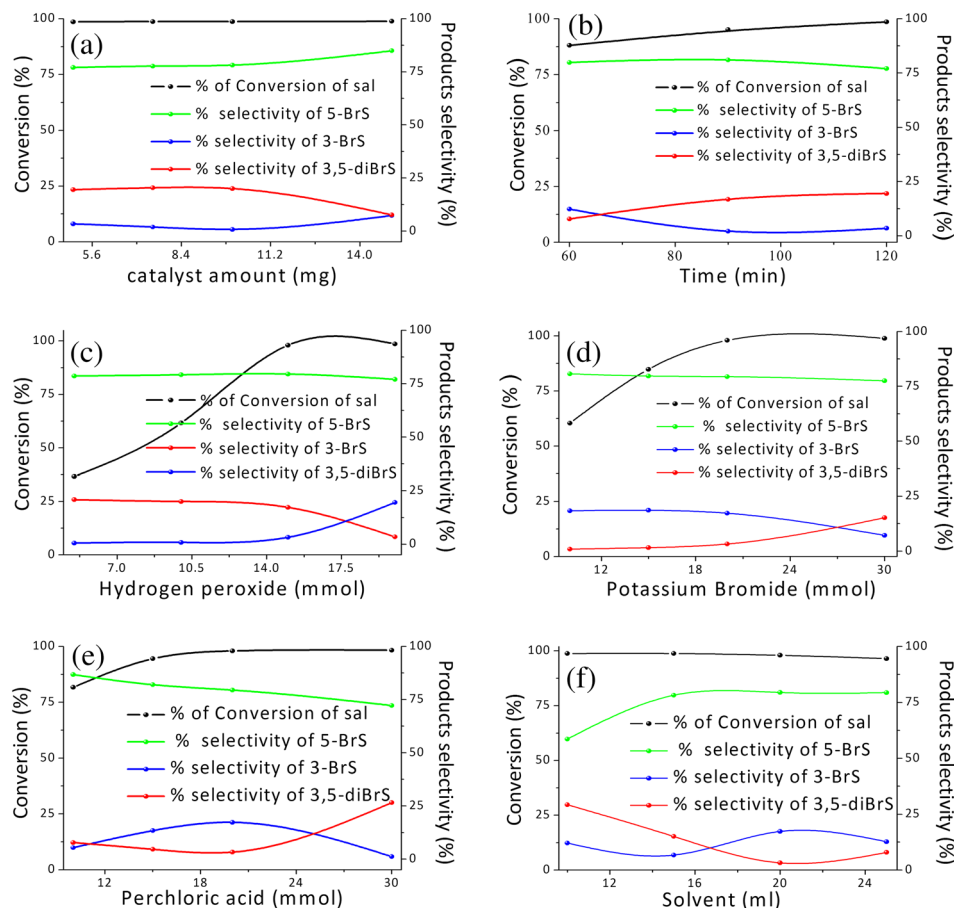 (a)
Conversion (%)
100
75
50
25
0
% of Conversion of sal
% selectivity of 5-BrS
% selectivity of 3-BrS
% selectivity of 3,5-diBrS
100
75
50
25
0
Products selectivity (%)
5.6 8.4 11.2 14.0
catalyst amount (mg)
(b)
Conversion (%)
100
75
50
25
0
% of Conversion of sal
% selectivity of 5-BrS
% selectivity of 3-BrS
% selectivity of 3,5-diBrS
100
75
50
25
0
Products selectivity (%)
60 80 100 120
Time (min)
(c)
Conversion (%)
100
75
50
25
0
% of Conversion of sal
% selectivity of 5-BrS
% selectivity of 3-BrS
% selectivity of 3,5-diBrS
100
75
50
25
0
Products selectivity (%)
7.0 10.5 14.0 17.5
Hydrogen peroxide (mmol)
(d)
Conversion (% )
100
75
50
25
0
% of Conversion of sal
% selectivity of 5-BrS
% selectivity of 3-BrS
% selectivity of 3,5-diBrS
100
75
50
25
0
Products selectivity (%)
12 18 24 30
Potassium Bromide (mmol)
(e)
Conversion (%)
100
75
50
25
0
% of Conversion of sal
% selectivity of 5-BrS
% selectivity of 3-BrS
% selectivity of 3,5-diBrS
100
75
50
25
0
Products selectivity (%)
12 18 24 30
Perchloric acid (mmol)
(f)
Conversion (%)
100
75
50
25
0
% of Conversion of sal
% selectivity of 5-BrS
% selectivity of 3-BrS
% selectivity of 3,5-diBrS
100
75
50
25
0
Products selectivity (%)
12 16 20 24
Solvent (ml)